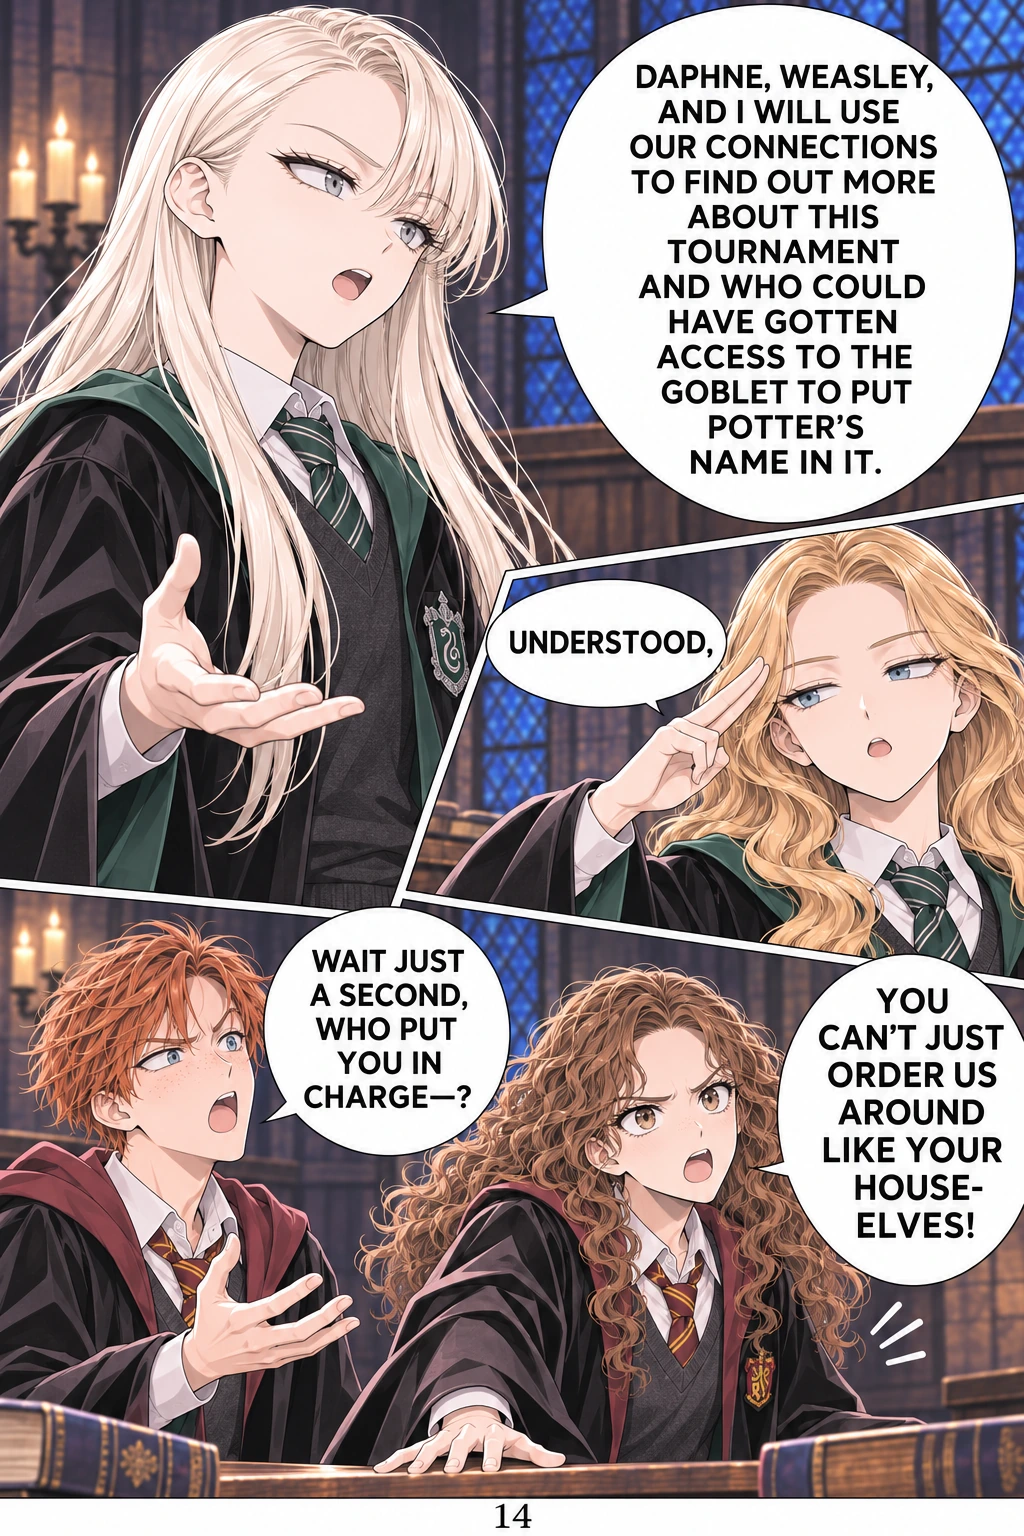 DAPHNE, WEASLEY,
AND I WILL USE
OUR CONNECTIONS
TO FIND OUT MORE
ABOUT THIS
TOURNAMENT
AND WHO COULD
HAVE GOTTEN
ACCESS TO THE
GOBLET TO PUT
POTTER'S
NAME IN IT.
UNDERSTOOD,
WAIT JUST
A SECOND,
WHO PUT
YOU IN
CHARGE—?
YOU
CAN'T JUST
ORDER US
AROUND
LIKE YOUR
HOUSE-
ELVES!
14